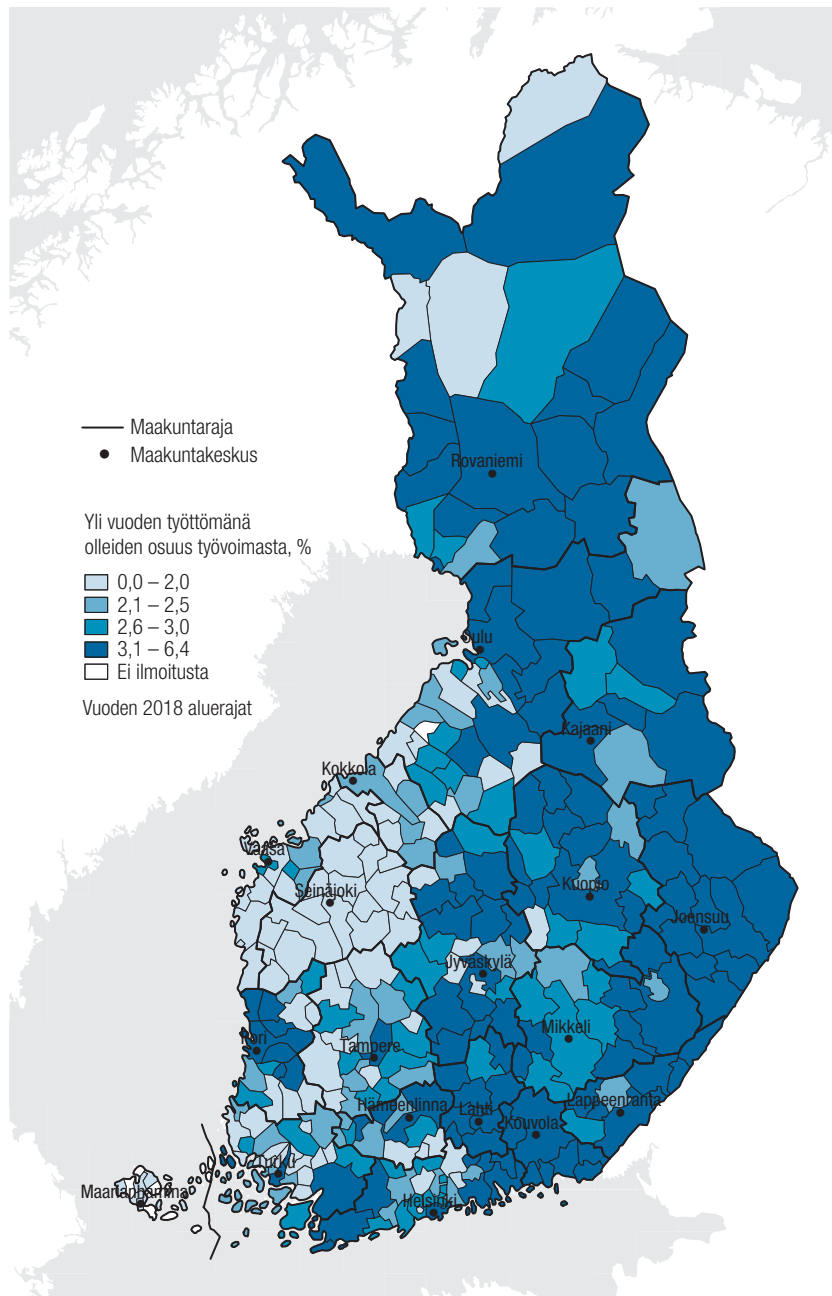 Maakuntaraja
Maakuntakeskus
Yli vuoden työttömänä
olleiden osuus työvoimasta, %
0,0 – 2,0
2,1 – 2,5
2,6 – 3,0
3,1 – 6,4
Ei ilmoitusta
Vuoden 2018 aluerajat
Rovaniemi
Oulu
Kajaani
Kokkola
Vaasa
Seinäjoki
Kuopio
Joensuu
Jyväskylä
Pori
Tampere
Mikkeli
Hämeenlinna
Lahti
Kouvola
Lappeenranta
Turku
Maarianhamina
Helsinki